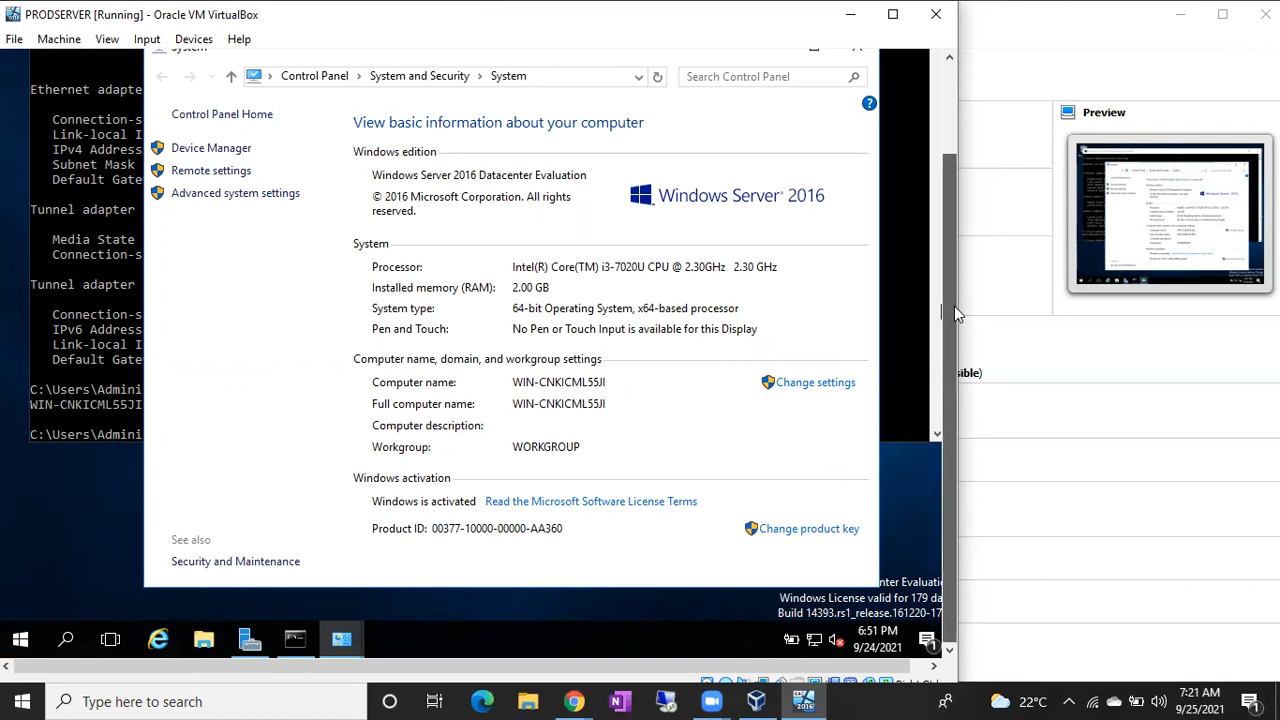 PRODSERVER [Running] - Oracle VM VirtualBox
File Machine View Input Devices Help
Control Panel > System and Security > System
Search Control Panel
Preview
Control Panel Home
Device Manager
Remote settings
Advanced system settings
See also
Security and Maintenance
View basic information about your computer
Windows edition
Windows Server 2016 Datacenter Evaluation
Microsoft Corporation. All rights
reserved.
Windows Server 2016
System
Processor: Intel(R) Core(TM) i3-7020U CPU @ 2.30GHz
Installed memory (RAM): 2.00 GB
System type: 64-bit Operating System, x64-based processor
Pen and Touch: No Pen or Touch Input is available for this Display
Computer name, domain, and workgroup settings
Computer name: WIN-CNKICML55JI
Change settings
Full computer name: WIN-CNKICML55JI
Computer description:
Workgroup: WORKGROUP
Windows activation
Windows is activated Read the Microsoft Software License Terms
Product ID: 00377-10000-00000-AA360
Change product key
Ethernet adapte
Connection-s
Link-local I
IPv4 Address
Subnet Mask
Default Gate
Tunnel adapter
Media State
Connection-s
Tunnel adapter
Connection-s
IPv6 Address
Link-local I
Default Gate
C:\Users\Admini
WIN-CNKICML55JI
C:\Users\Admini
sible)
nter Evaluati
Windows License valid for 179 da
Build 14393.rs1_release.161220-17
6:51 PM
9/24/2021
1
Type here to search
22°C
7:21 AM
9/25/2021
1